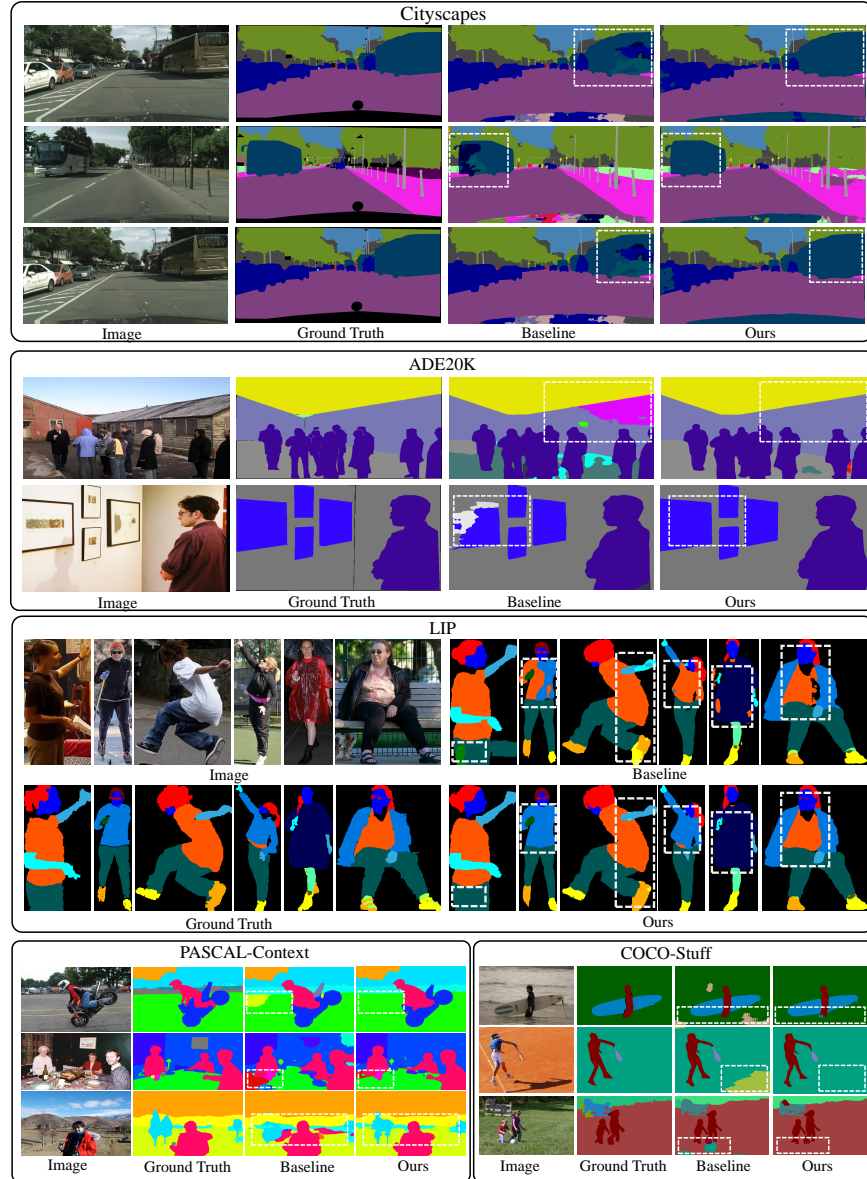 Cityscapes
Image Ground Truth Baseline Ours
ADE20K
Image Ground Truth Baseline Ours
LIP
Image Baseline
Ground Truth Ours
PASCAL-Context
Image Ground Truth Baseline Ours
COCO-Stuff
Image Ground Truth Baseline Ours